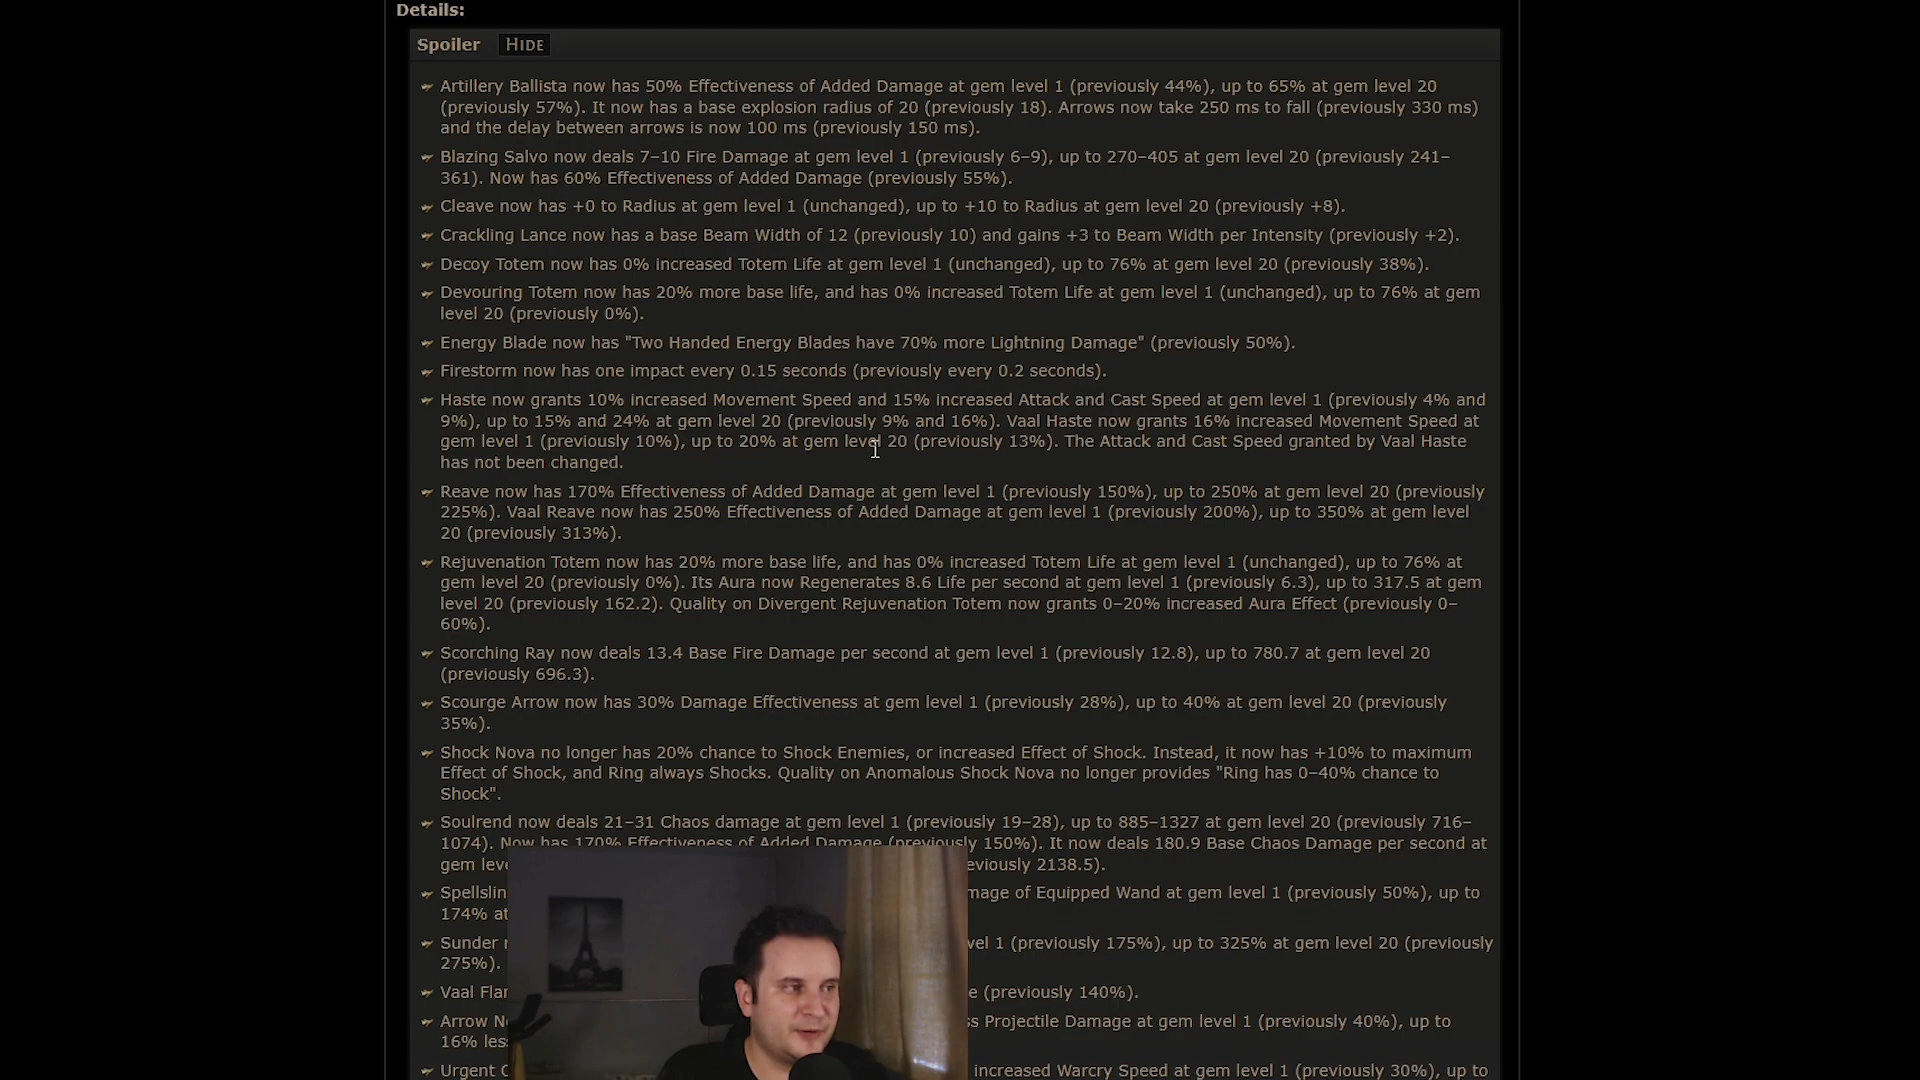 Details:
Spoiler HIDE
Artillery Ballista now has 50% Effectiveness of Added Damage at gem level 1 (previously 44%), up to 65% at gem level 20
(previously 57%). It now has a base explosion radius of 20 (previously 18). Arrows now take 250 ms to fall (previously 330 ms)
and the delay between arrows is now 100 ms (previously 150 ms).
Blazing Salvo now deals 7–10 Fire Damage at gem level 1 (previously 6–9), up to 270–405 at gem level 20 (previously 241–
361). Now has 60% Effectiveness of Added Damage (previously 55%).
Cleave now has +0 to Radius at gem level 1 (unchanged), up to +10 to Radius at gem level 20 (previously +8).
Crackling Lance now has a base Beam Width of 12 (previously 10) and gains +3 to Beam Width per Intensity (previously +2).
Decoy Totem now has 0% increased Totem Life at gem level 1 (unchanged), up to 76% at gem level 20 (previously 38%).
Devouring Totem now has 20% more base life, and has 0% increased Totem Life at gem level 1 (unchanged), up to 76% at gem
level 20 (previously 0%).
Energy Blade now has "Two Handed Energy Blades have 70% more Lightning Damage" (previously 50%).
Firestorm now has one impact every 0.15 seconds (previously every 0.2 seconds).
Haste now grants 10% increased Movement Speed and 15% increased Attack and Cast Speed at gem level 1 (previously 4% and
9%), up to 15% and 24% at gem level 20 (previously 9% and 16%). Vaal Haste now grants 16% increased Movement Speed at
gem level 1 (previously 10%), up to 20% at gem level 20 (previously 13%). The Attack and Cast Speed granted by Vaal Haste
has not been changed.
Reave now has 170% Effectiveness of Added Damage at gem level 1 (previously 150%), up to 250% at gem level 20 (previously
225%). Vaal Reave now has 250% Effectiveness of Added Damage at gem level 1 (previously 200%), up to 350% at gem level
20 (previously 313%).
Rejuvenation Totem now has 20% more base life, and has 0% increased Totem Life at gem level 1 (unchanged), up to 76% at
gem level 20 (previously 0%). Its Aura now Regenerates 8.6 Life per second at gem level 1 (previously 6.3), up to 317.5 at gem
level 20 (previously 162.2). Quality on Divergent Rejuvenation Totem now grants 0–20% increased Aura Effect (previously 0–
60%).
Scorching Ray now deals 13.4 Base Fire Damage per second at gem level 1 (previously 12.8), up to 780.7 at gem level 20
(previously 696.3).
Scourge Arrow now has 30% Damage Effectiveness at gem level 1 (previously 28%), up to 40% at gem level 20 (previously
35%).
Shock Nova no longer has 20% chance to Shock Enemies, or increased Effect of Shock. Instead, it now has +10% to maximum
Effect of Shock, and Ring always Shocks. Quality on Anomalous Shock Nova no longer provides "Ring has 0–40% chance to
Shock".
Soulrend now deals 21–31 Chaos damage at gem level 1 (previously 19–28), up to 885–1327 at gem level 20 (previously 716–
1074). Now has 170% Effectiveness of Added Damage (previously 150%). It now deals 180.9 Base Chaos Damage per second at
gem eviously 2138.5).
of Equipped Wand at gem level 1 (previously 50%), up to
174% at
Sunder 1 (previously 175%), up to 325% at gem level 20 (previously
275%).
Vaal (previously 140%).
Arrow Projectile Damage at gem level 1 (previously 40%), up to
16%
Urgent increased Warcry Speed at gem level 1 (previously 30%), up to